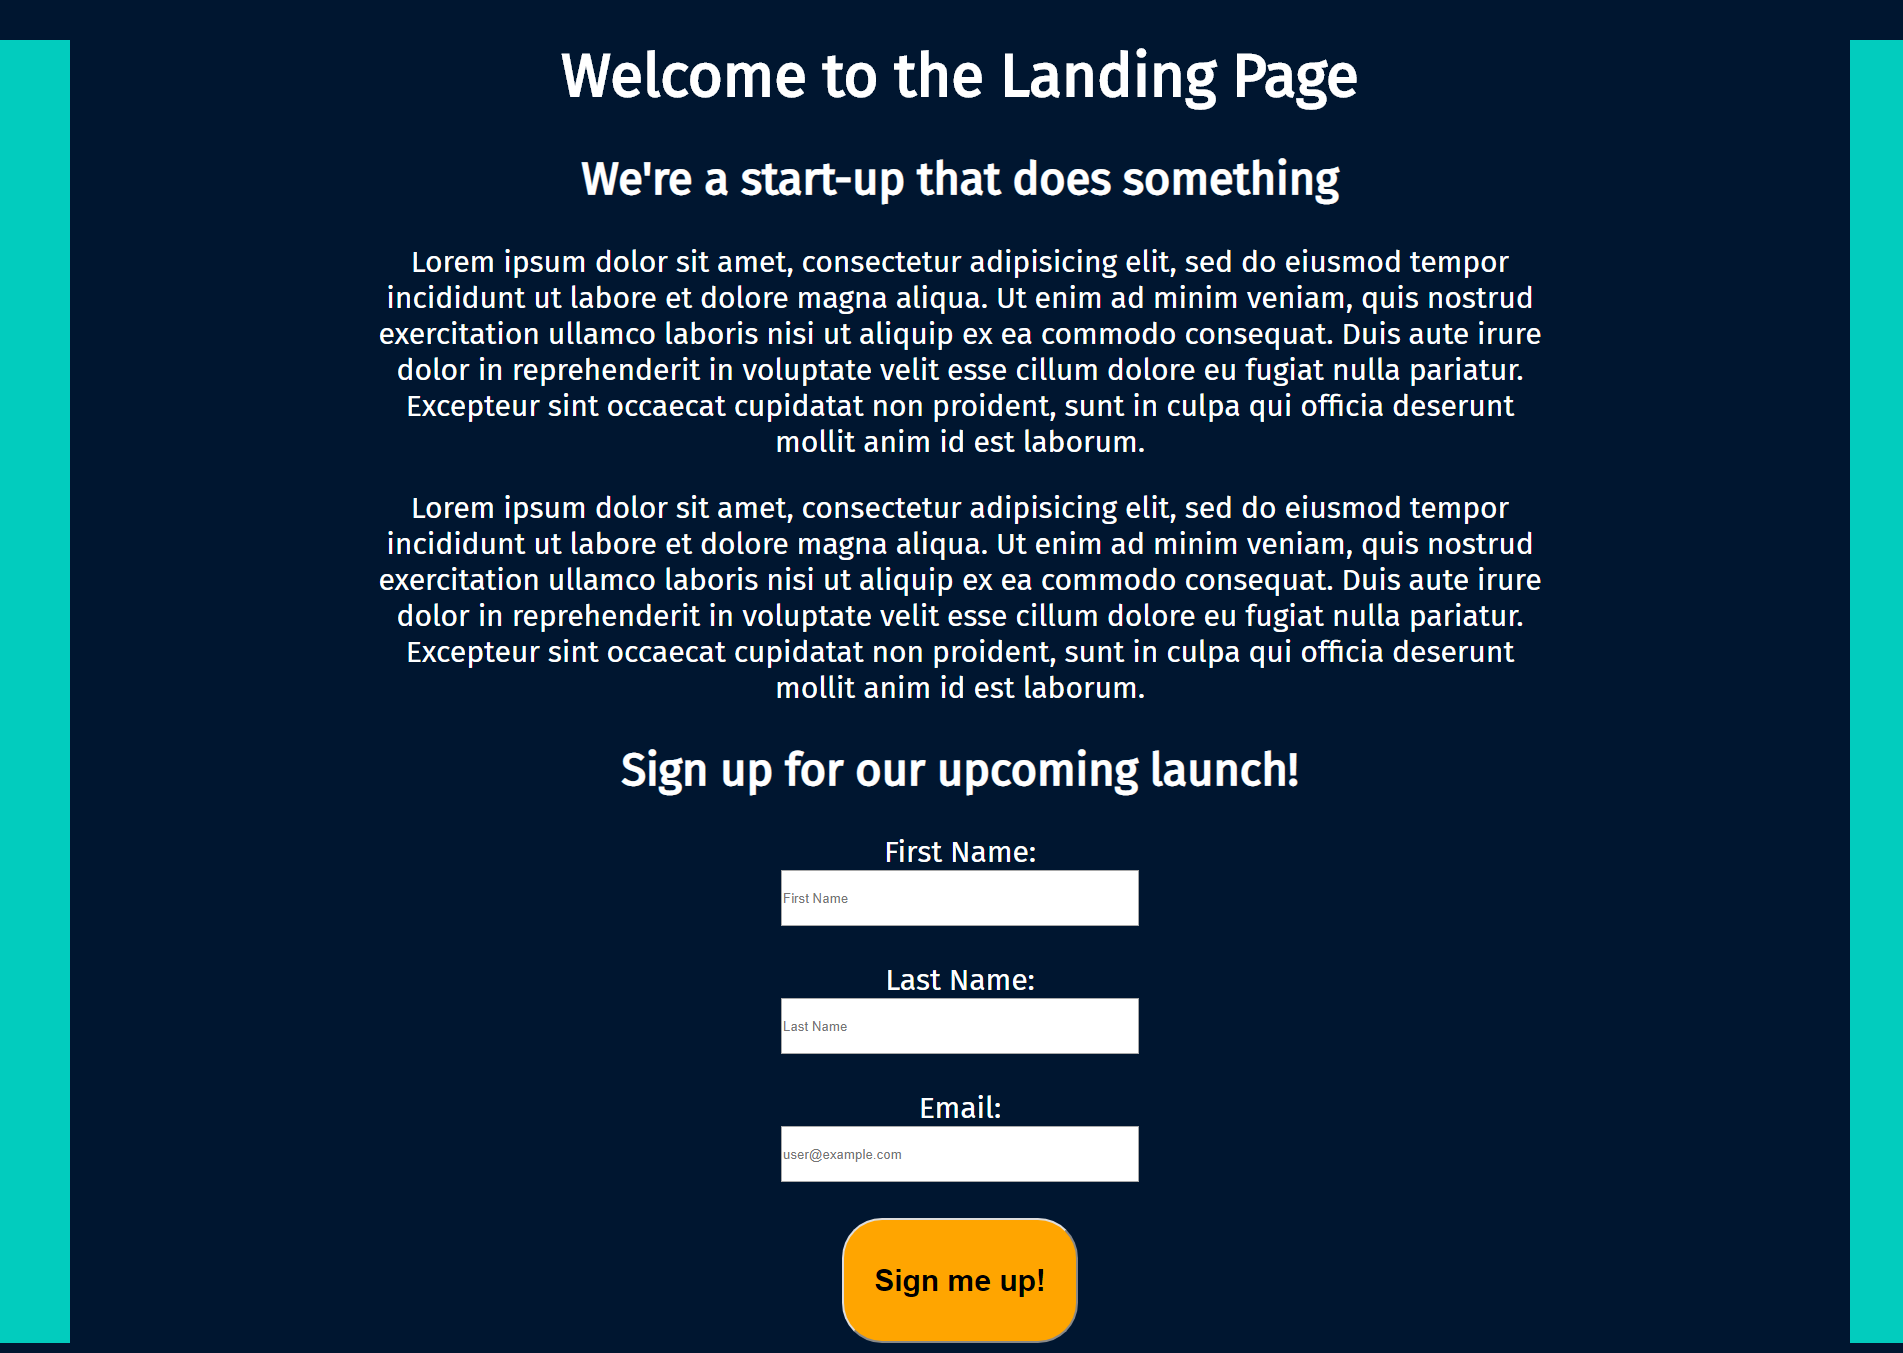 Welcome to the Landing Page
We're a start-up that does something
Lorem ipsum dolor sit amet, consectetur adipisicing elit, sed do eiusmod tempor
incididunt ut labore et dolore magna aliqua. Ut enim ad minim veniam, quis nostrud
exercitation ullamco laboris nisi ut aliquip ex ea commodo consequat. Duis aute irure
dolor in reprehenderit in voluptate velit esse cillum dolore eu fugiat nulla pariatur.
Excepteur sint occaecat cupidatat non proident, sunt in culpa qui officia deserunt
mollit anim id est laborum.
Lorem ipsum dolor sit amet, consectetur adipisicing elit, sed do eiusmod tempor
incididunt ut labore et dolore magna aliqua. Ut enim ad minim veniam, quis nostrud
exercitation ullamco laboris nisi ut aliquip ex ea commodo consequat. Duis aute irure
dolor in reprehenderit in voluptate velit esse cillum dolore eu fugiat nulla pariatur.
Excepteur sint occaecat cupidatat non proident, sunt in culpa qui officia deserunt
mollit anim id est laborum.
Sign up for our upcoming launch!
First Name:
First Name
Last Name:
Last Name
Email:
user@example.com
Sign me up!